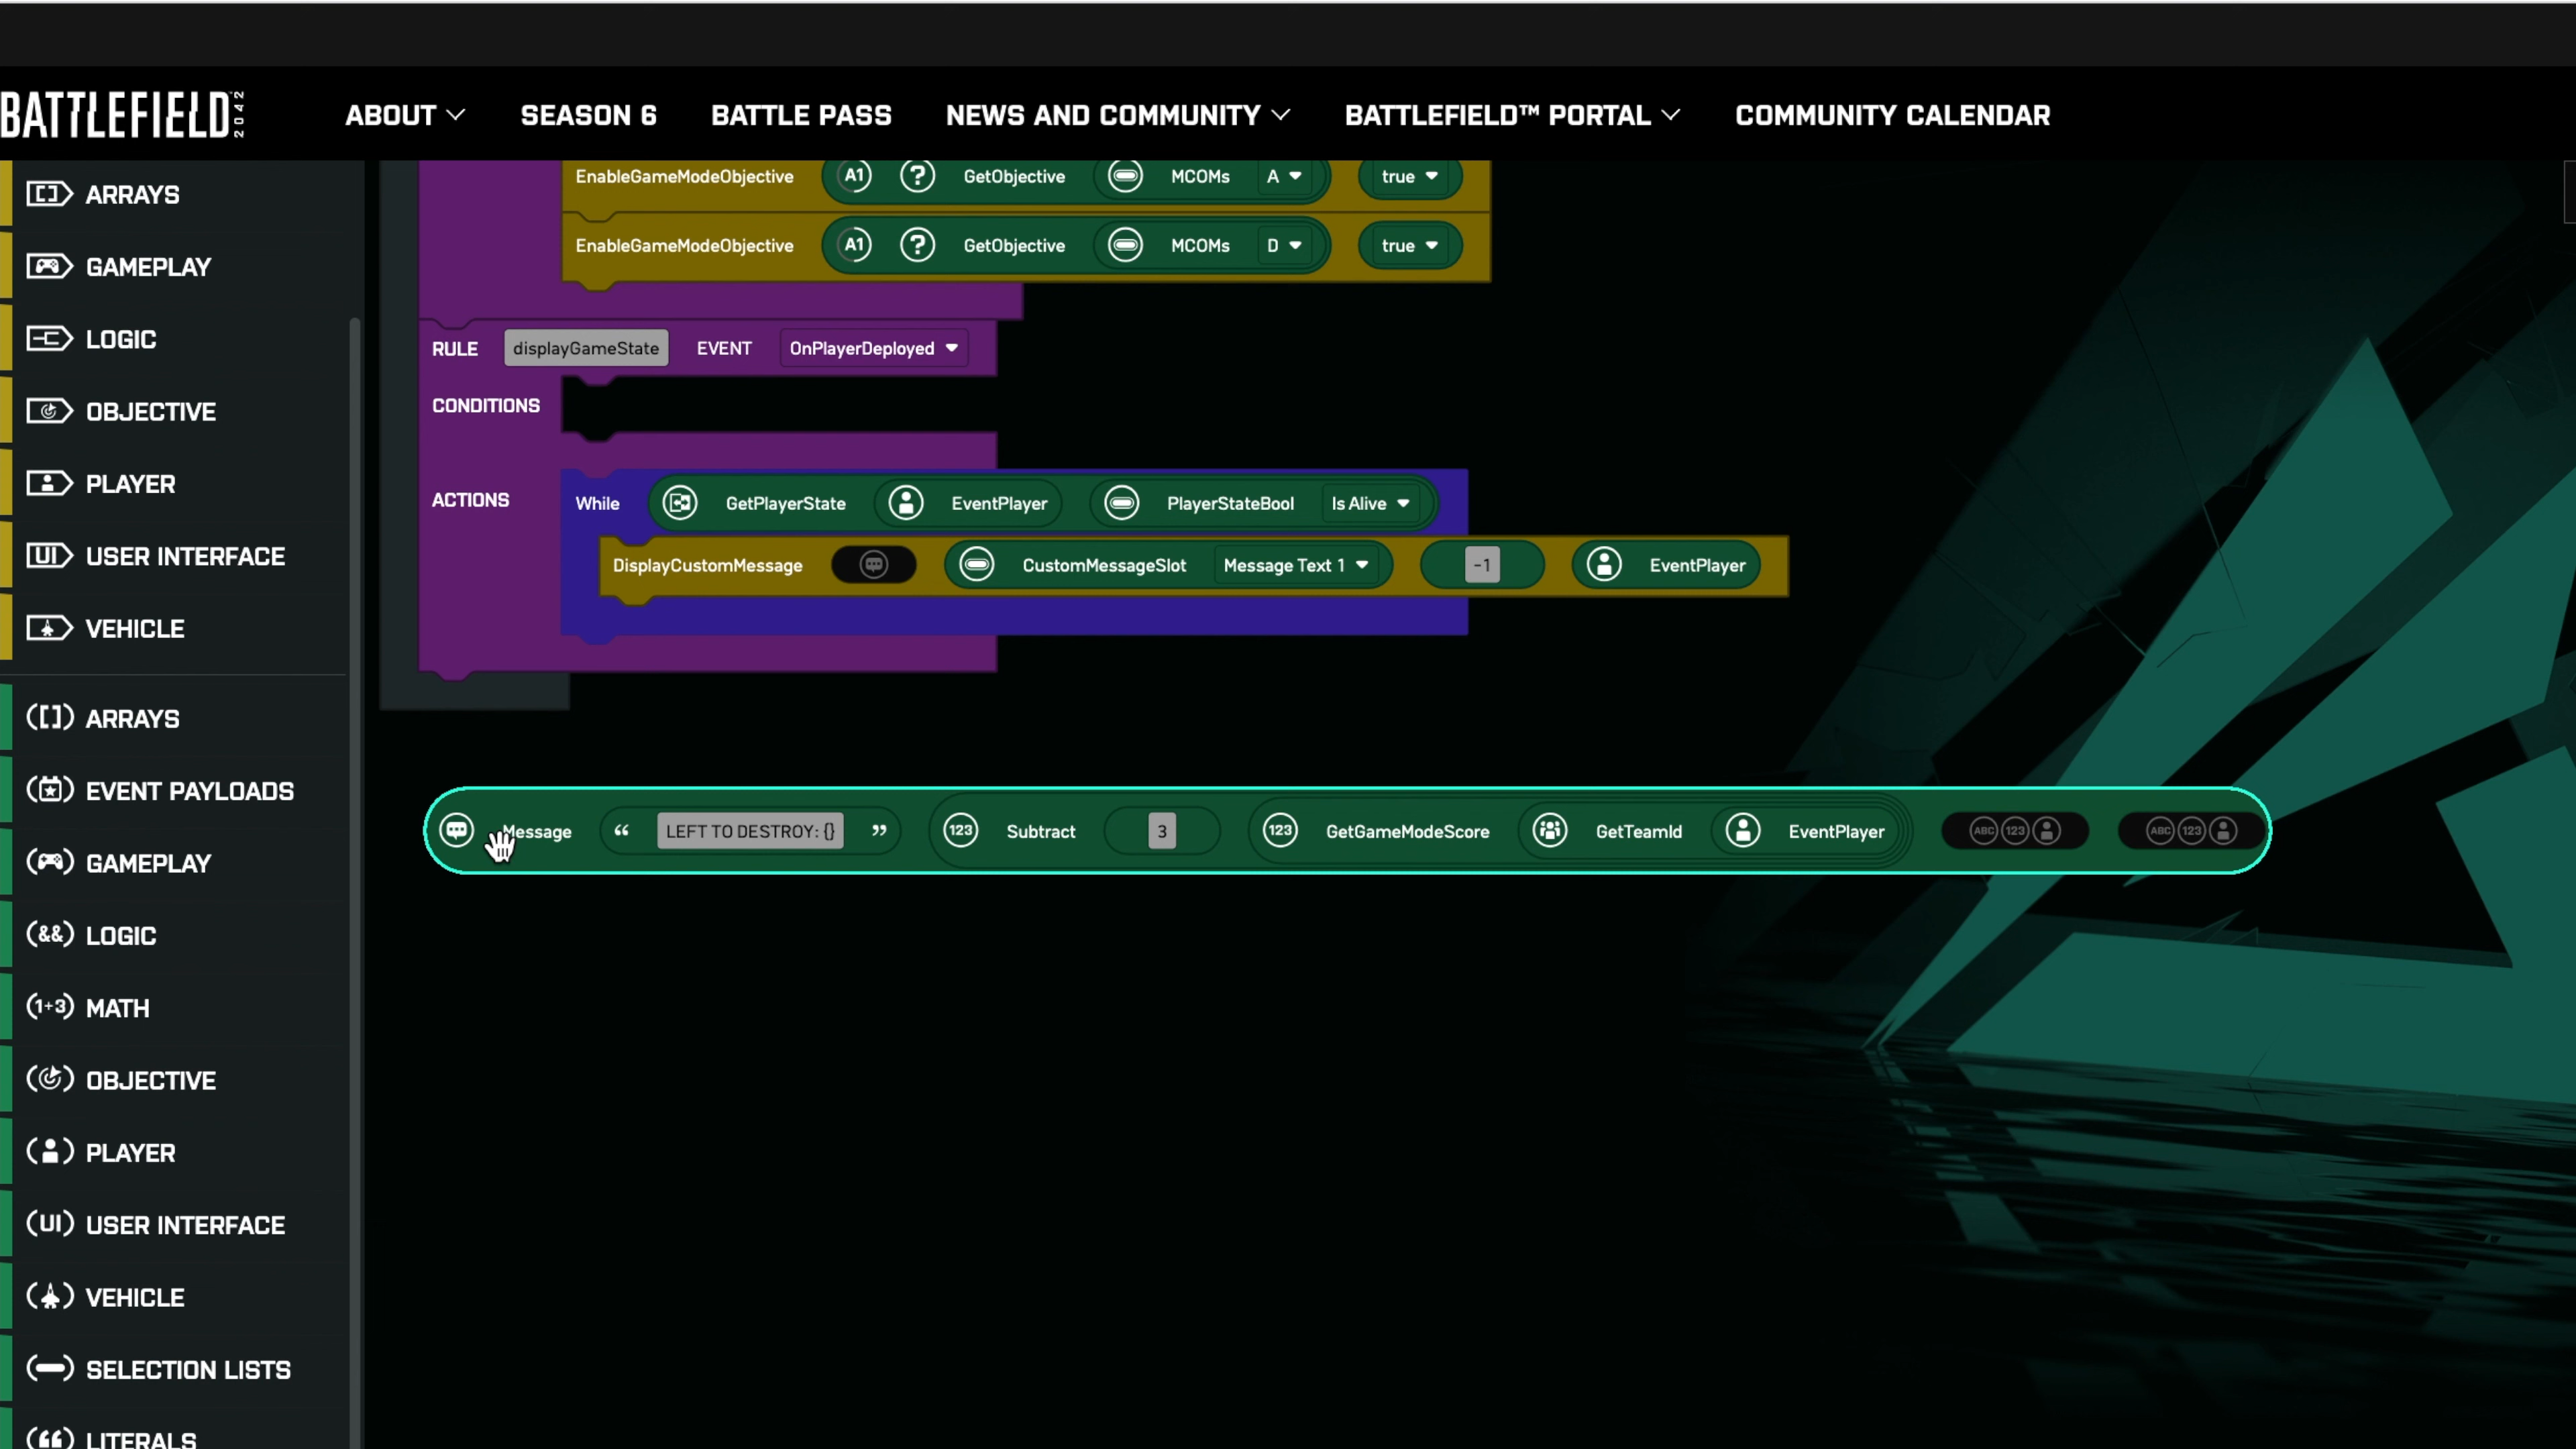 BATTLEFIELD 2042 ABOUT SEASON 6 BATTLE PASS NEWS AND COMMUNITY BATTLEFIELD™ PORTAL COMMUNITY CALENDAR
ARRAYS
GAMEPLAY
LOGIC
OBJECTIVE
PLAYER
UI USER INTERFACE
VEHICLE
ARRAYS
EVENT PAYLOADS
GAMEPLAY
(&&) LOGIC
(1+3) MATH
OBJECTIVE
PLAYER
(UI) USER INTERFACE
VEHICLE
SELECTION LISTS
LITERALS
EnableGameModeObjective A1 ? GetObjective MCOMs A true
EnableGameModeObjective A1 ? GetObjective MCOMs D true
RULE displayGameState EVENT OnPlayerDeployed
CONDITIONS
ACTIONS While GetPlayerState EventPlayer PlayerStateBool Is Alive
DisplayCustomMessage CustomMessageSlot Message Text 1 -1 EventPlayer
Message “ LEFT TO DESTROY: {} ” 123 Subtract 3 123 GetGameModeScore GetTeamId EventPlayer ABC 123 ABC 123